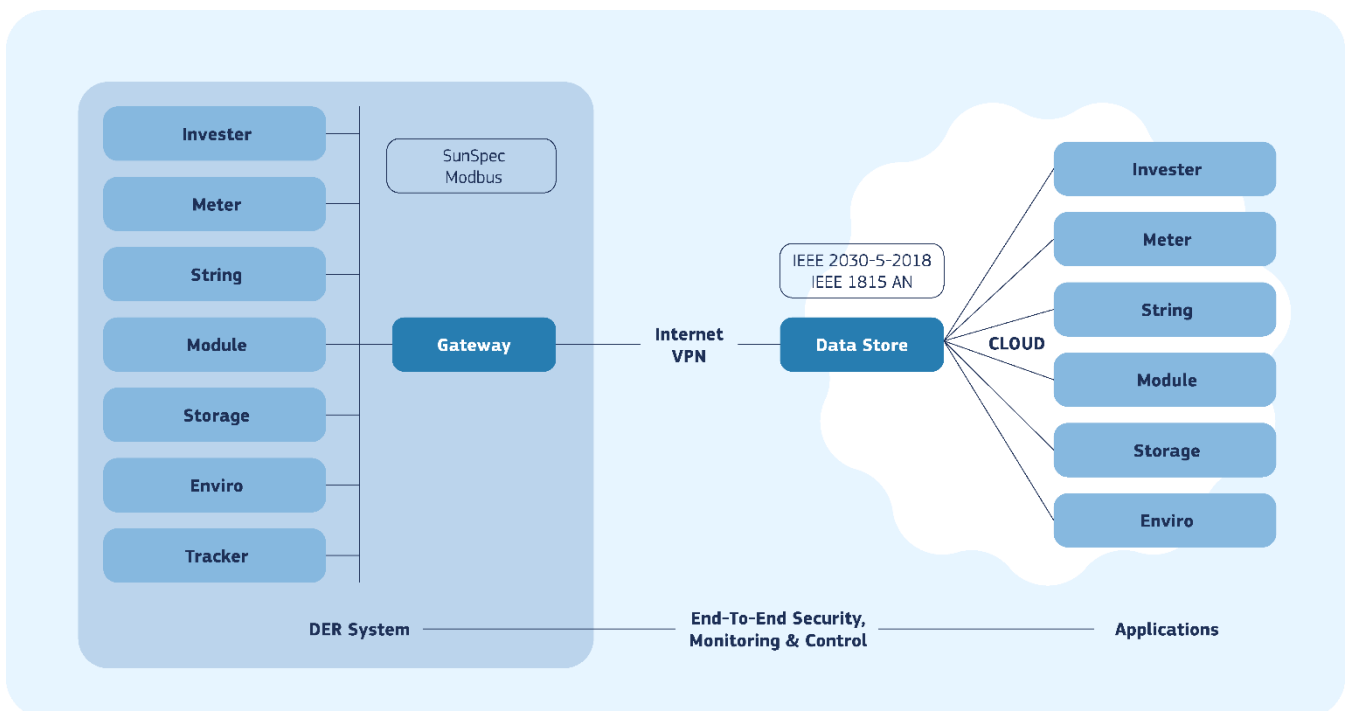 Invester
Meter
String
Module
Storage
Enviro
Tracker
SunSpec
Modbus
Gateway
Internet
VPN
IEEE 2030-5-2018
IEEE 1815 AN
Data Store
CLOUD
Invester
Meter
String
Module
Storage
Enviro
DER System
End-To-End Security,
Monitoring & Control
Applications